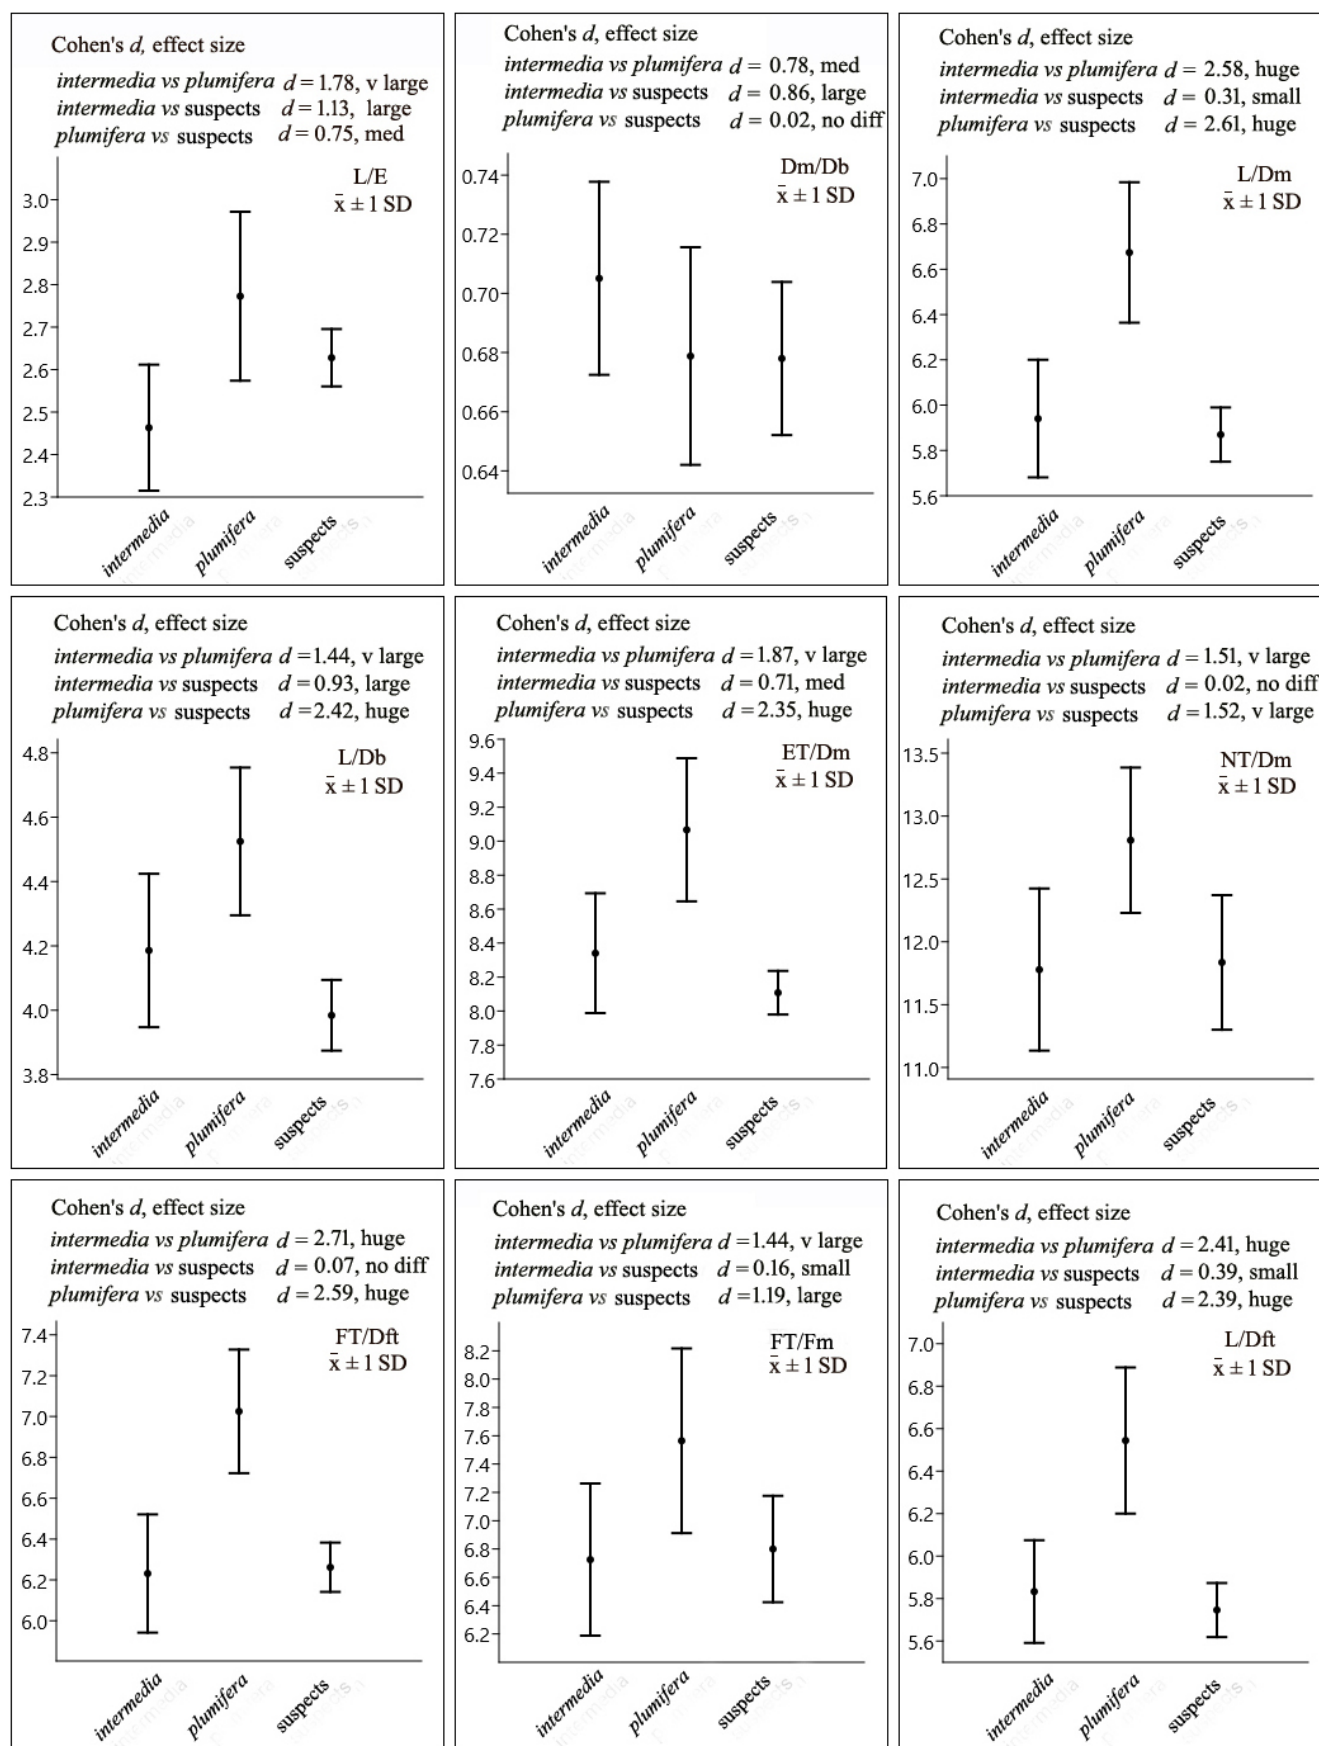 Cohen's d, effect size
intermedia vs plumifera d = 1.78, v large
intermedia vs suspects d = 1.13, large
plumifera vs suspects d = 0.75, med
L/E
x̄ ± 1 SD
3.0
2.9
2.8
2.7
2.6
2.5
2.4
2.3
intermedia
plumifera
suspects
Cohen's d, effect size
intermedia vs plumifera d = 0.78, med
intermedia vs suspects d = 0.86, large
plumifera vs suspects d = 0.02, no diff
Dm/Db
x̄ ± 1 SD
0.74
0.72
0.70
0.68
0.66
0.64
intermedia
plumifera
suspects
Cohen's d, effect size
intermedia vs plumifera d = 2.58, huge
intermedia vs suspects d = 0.31, small
plumifera vs suspects d = 2.61, huge
L/Dm
x̄ ± 1 SD
7.0
6.8
6.6
6.4
6.2
6.0
5.8
5.6
intermedia
plumifera
suspects
Cohen's d, effect size
intermedia vs plumifera d =1.44, v large
intermedia vs suspects d =0.93, large
plumifera vs suspects d =2.42, huge
L/Db
x̄ ± 1 SD
4.8
4.6
4.4
4.2
4.0
3.8
intermedia
plumifera
suspects
Cohen's d, effect size
intermedia vs plumifera d = 1.87, v large
intermedia vs suspects d = 0.71, med
plumifera vs suspects d = 2.35, huge
ET/Dm
x̄ ± 1 SD
9.6
9.4
9.2
9.0
8.8
8.6
8.4
8.2
8.0
7.8
7.6
intermedia
plumifera
suspects
Cohen's d, effect size
intermedia vs plumifera d = 1.51, v large
intermedia vs suspects d = 0.02, no diff
plumifera vs suspects d = 1.52, v large
NT/Dm
x̄ ± 1 SD
13.5
13.0
12.5
12.0
11.5
11.0
intermedia
plumifera
suspects
Cohen's d, effect size
intermedia vs plumifera d = 2.71, huge
intermedia vs suspects d = 0.07, no diff
plumifera vs suspects d = 2.59, huge
FT/Dft
x̄ ± 1 SD
7.4
7.2
7.0
6.8
6.6
6.4
6.2
6.0
intermedia
plumifera
suspects
Cohen's d, effect size
intermedia vs plumifera d = 1.44, v large
intermedia vs suspects d = 0.16, small
plumifera vs suspects d =1.19, large
FT/Fm
x̄ ± 1 SD
8.2
8.0
7.8
7.6
7.4
7.2
7.0
6.8
6.6
6.4
6.2
intermedia
plumifera
suspects
Cohen's d, effect size
intermedia vs plumifera d = 2.41, huge
intermedia vs suspects d = 0.39, small
plumifera vs suspects d = 2.39, huge
L/Dft
x̄ ± 1 SD
7.0
6.8
6.6
6.4
6.2
6.0
5.8
5.6
intermedia
plumifera
suspects